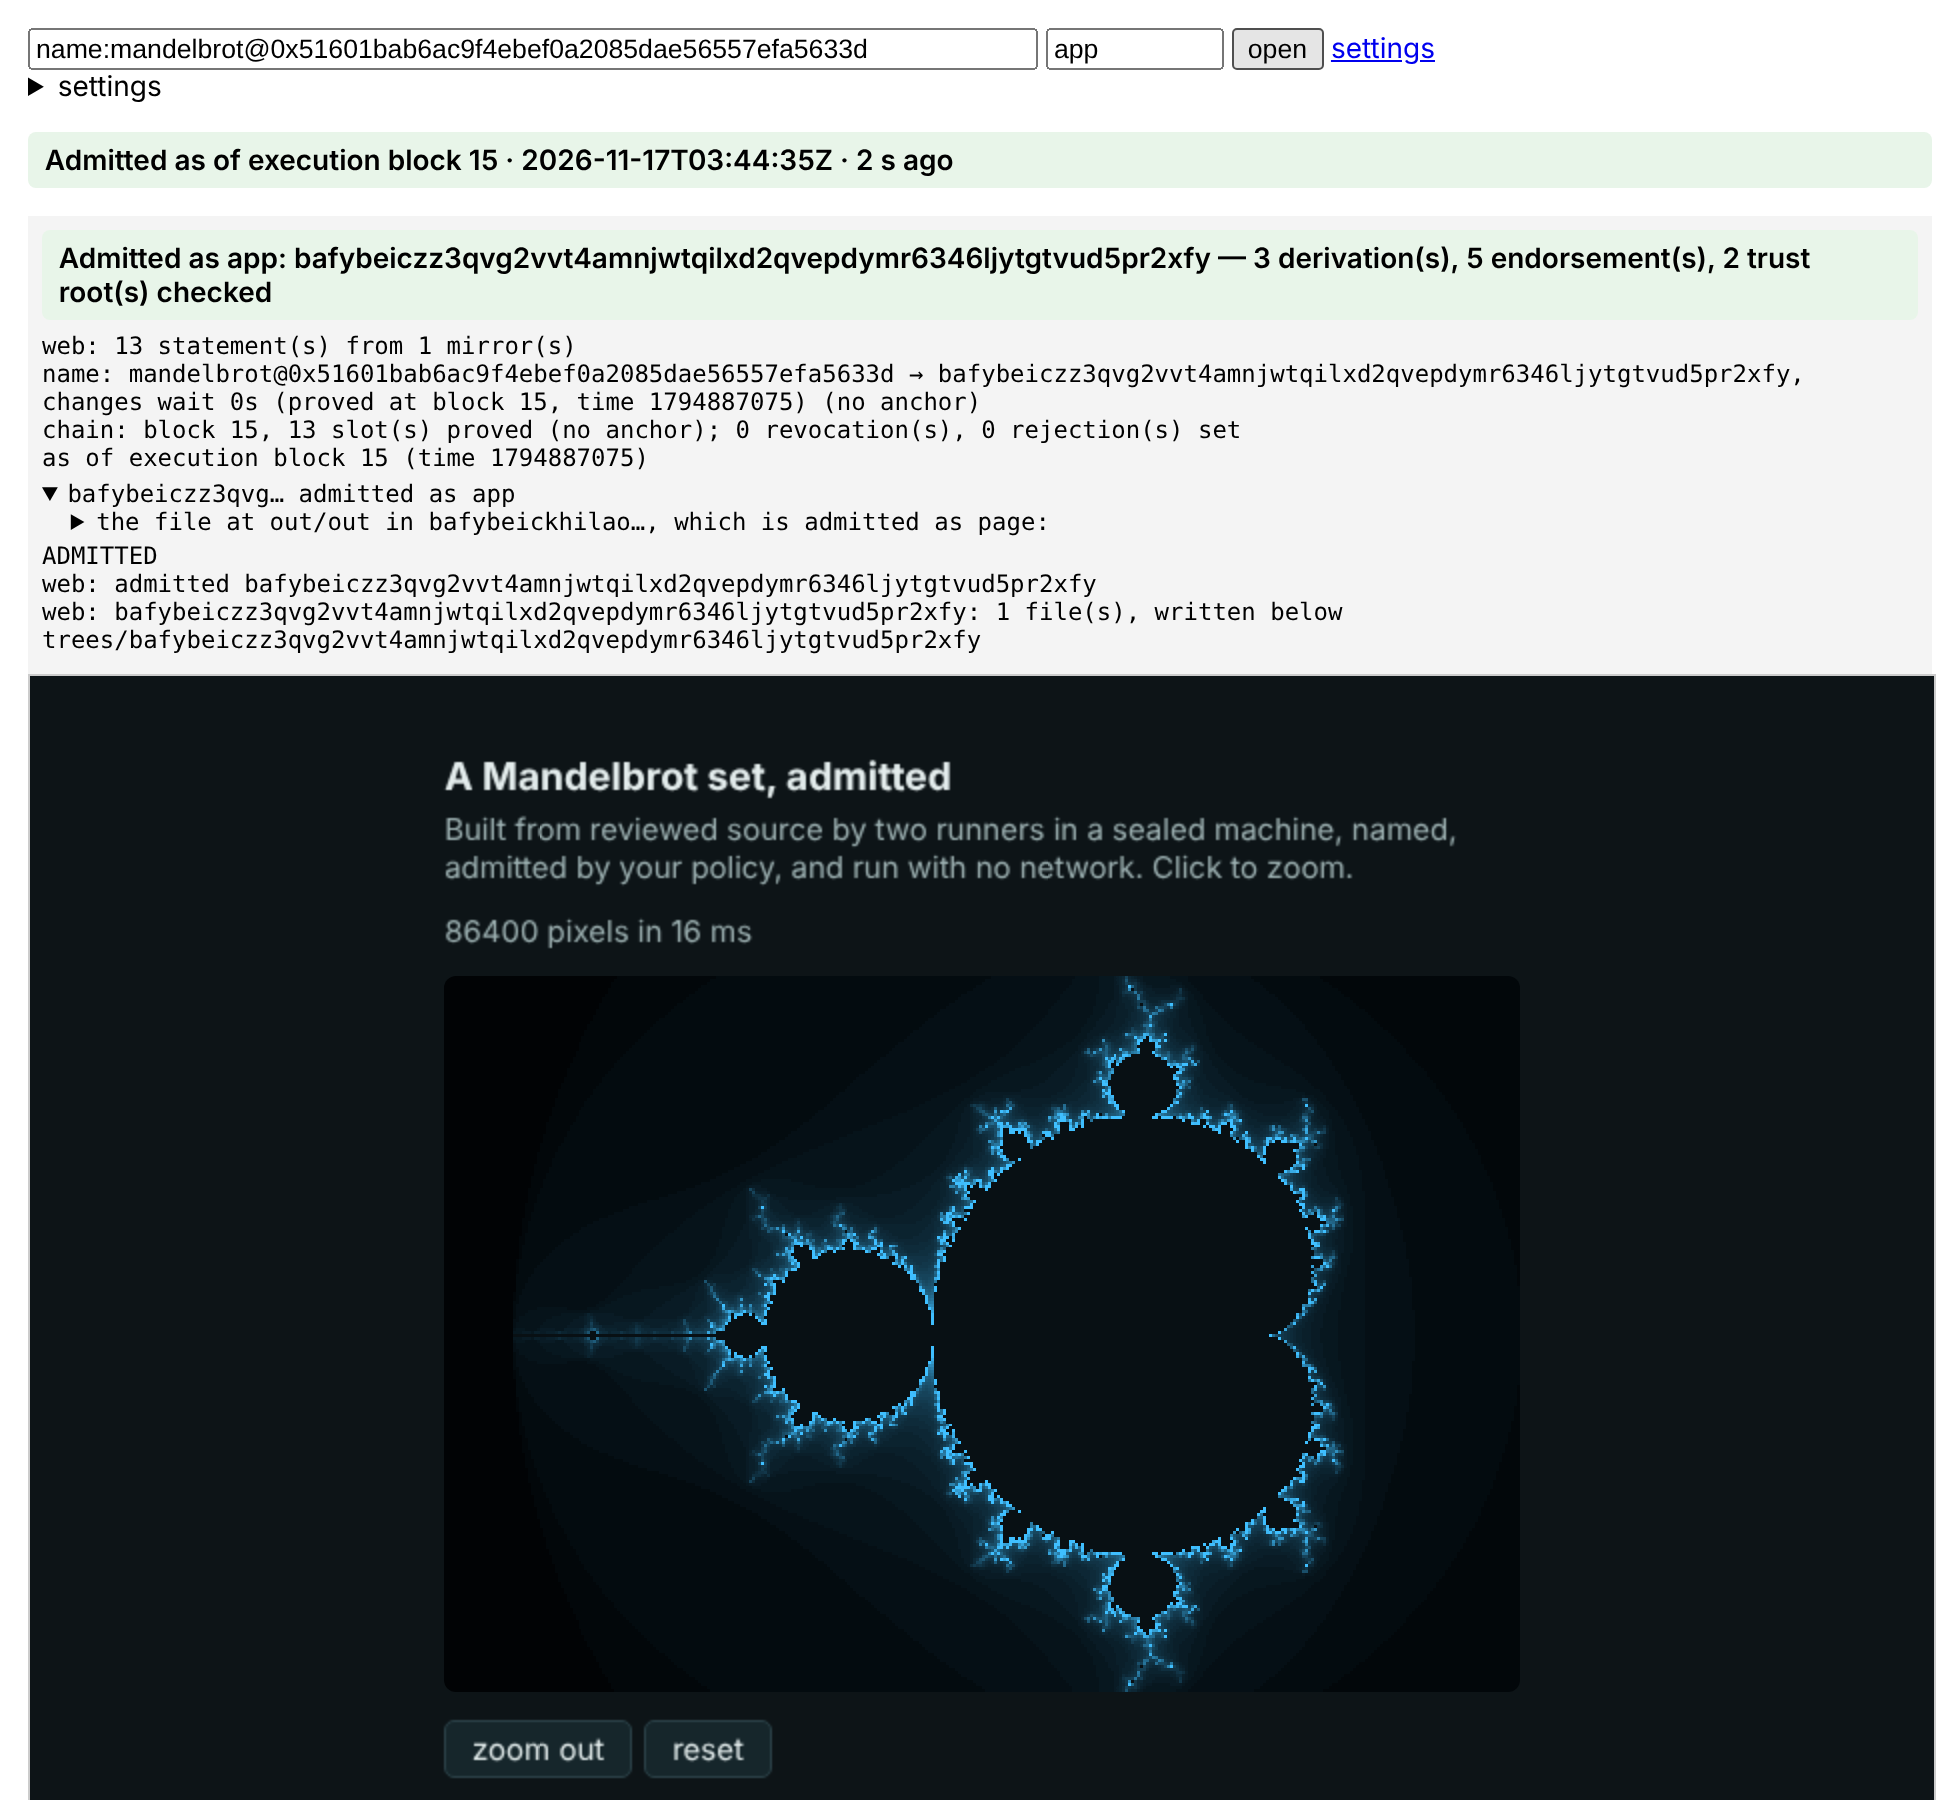 name:mandelbrot@0x51601bab6ac9f4ebef0a2085dae56557efa5633d app open settings
▶ settings
Admitted as of execution block 15 · 2026-11-17T03:44:35Z · 2 s ago
Admitted as app: bafybeiczz3qvg2vvt4amnjwtqilxd2qvepdymr6346ljytgtvud5pr2xfy — 3 derivation(s), 5 endorsement(s), 2 trust
root(s) checked
web: 13 statement(s) from 1 mirror(s)
name: mandelbrot@0x51601bab6ac9f4ebef0a2085dae56557efa5633d → bafybeiczz3qvg2vvt4amnjwtqilxd2qvepdymr6346ljytgtvud5pr2xfy,
changes wait 0s (proved at block 15, time 1794887075) (no anchor)
chain: block 15, 13 slot(s) proved (no anchor); 0 revocation(s), 0 rejection(s) set
as of execution block 15 (time 1794887075)
▼ bafybeiczz3qvg… admitted as app
▶ the file at out/out in bafybeickhilao…, which is admitted as page:
ADMITTED
web: admitted bafybeiczz3qvg2vvt4amnjwtqilxd2qvepdymr6346ljytgtvud5pr2xfy
web: bafybeiczz3qvg2vvt4amnjwtqilxd2qvepdymr6346ljytgtvud5pr2xfy: 1 file(s), written below
trees/bafybeiczz3qvg2vvt4amnjwtqilxd2qvepdymr6346ljytgtvud5pr2xfy
A Mandelbrot set, admitted
Built from reviewed source by two runners in a sealed machine, named,
admitted by your policy, and run with no network. Click to zoom.
86400 pixels in 16 ms
zoom out reset